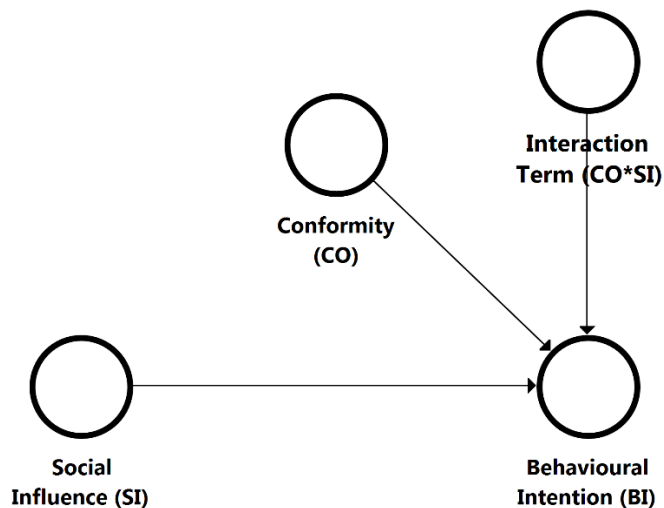 Interaction
Term (CO*SI)
Conformity
(CO)
Social
Influence (SI)
Behavioural
Intention (BI)